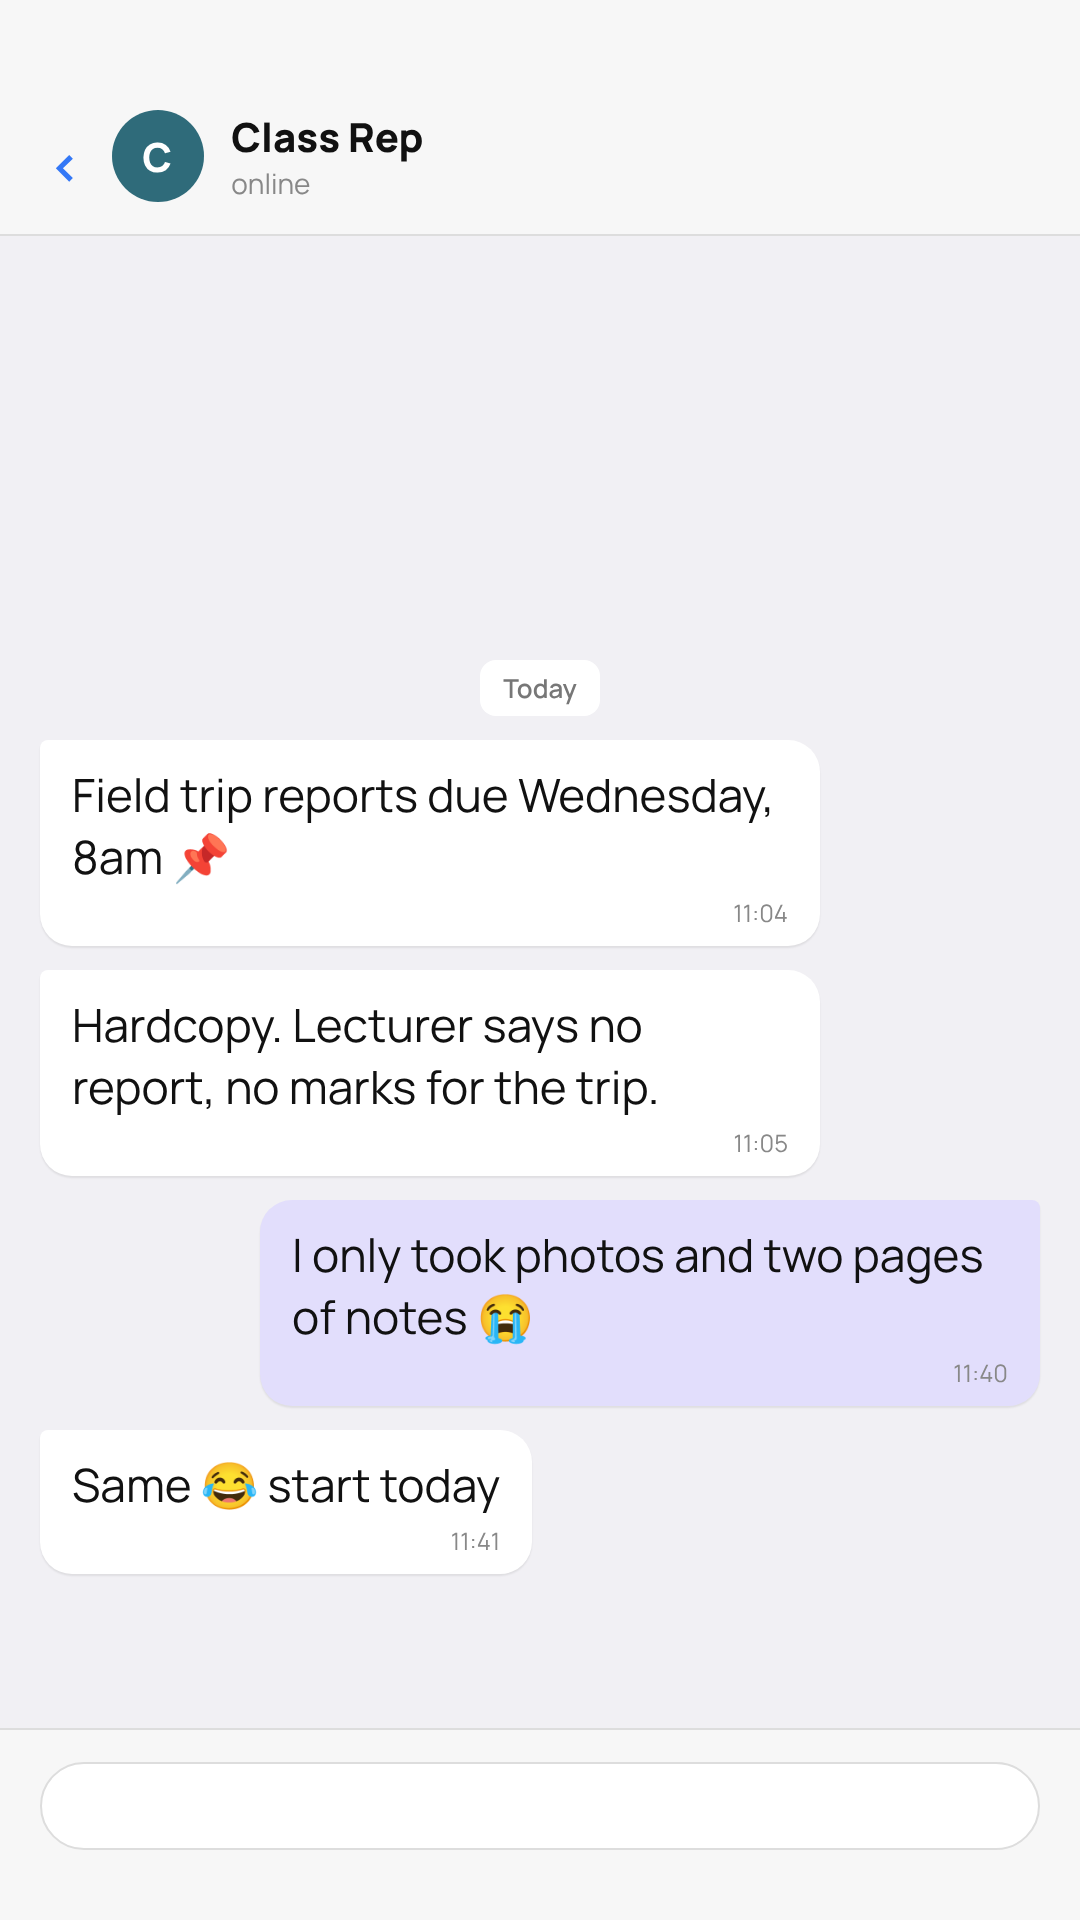 C
Class Rep
online
Today
Field trip reports due Wednesday,
8am 📌
11:04
Hardcopy. Lecturer says no
report, no marks for the trip.
11:05
I only took photos and two pages
of notes 😭
11:40
Same 😂 start today
11:41